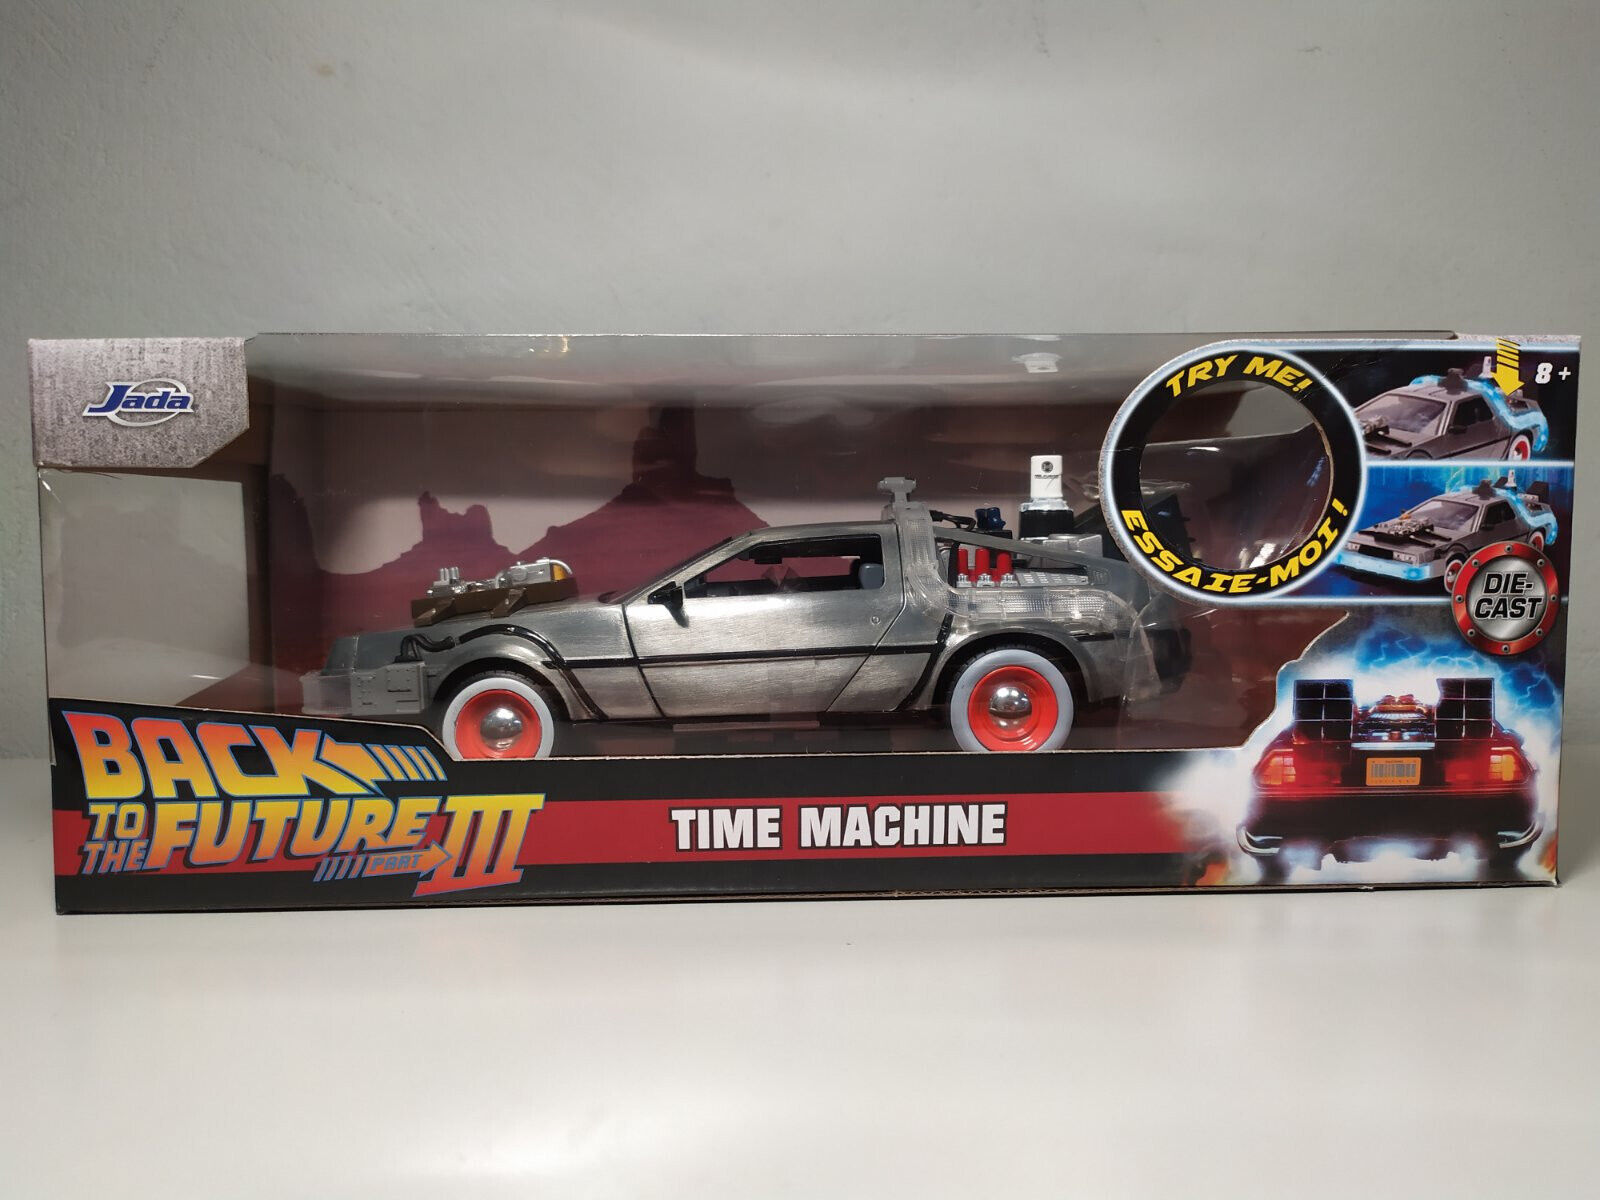 Jada
TRY ME!
ESSAIE-MOI !
8+
DIE-
CAST
BACK
TO THE FUTURE
PART III
TIME MACHINE